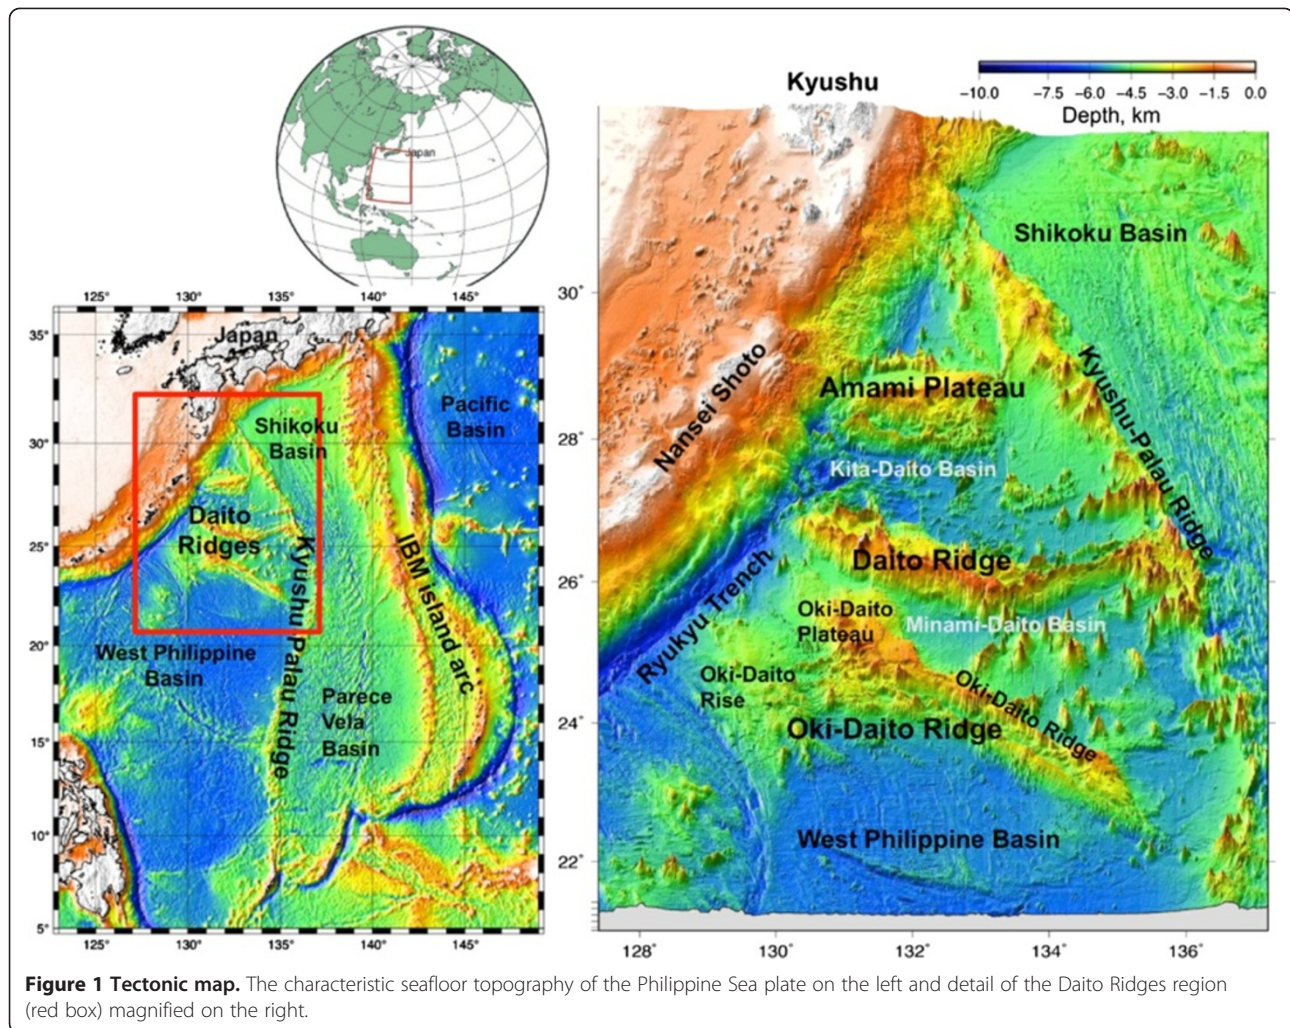 Japan
Kyushu
-10.0 -7.5 -6.0 -4.5 -3.0 -1.5 0.0
Depth, km
125° 130° 135° 140° 145°
35°
30°
25°
20°
15°
10°
5°
125° 130° 135° 140° 145°
Japan
Pacific
Basin
Shikoku
Basin
Daito
Ridges
Kyushu Palau Ridge
IBM island arc
West Philippine
Basin
Parece
Vela
Basin
30°
28°
26°
24°
22°
128° 130° 132° 134° 136°
Shikoku Basin
Nansei Shoto
Amami Plateau
Kyushu-Palau Ridge
Kita-Daito Basin
Daito Ridge
Ryukyu Trench
Oki-Daito
Plateau
Minami-Daito Basin
Oki-Daito
Rise
Oki-Daito Ridge
Oki-Daito Ridge
West Philippine Basin
Figure 1 Tectonic map. The characteristic seafloor topography of the Philippine Sea plate on the left and detail of the Daito Ridges region
(red box) magnified on the right.